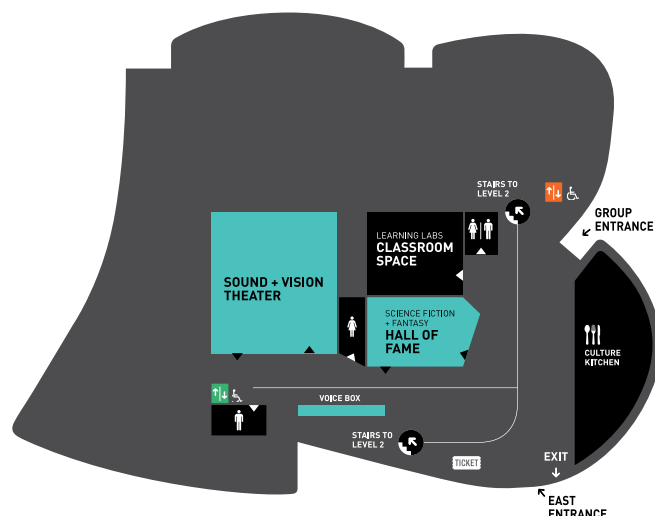 STAIRS TO
LEVEL 2
GROUP
ENTRANCE
LEARNING LABS
CLASSROOM
SPACE
SOUND + VISION
THEATER
SCIENCE FICTION
+ FANTASY
HALL OF
FAME
CULTURE
KITCHEN
VOICE BOX
STAIRS TO
LEVEL 2
TICKET
EXIT
EAST
ENTRANCE